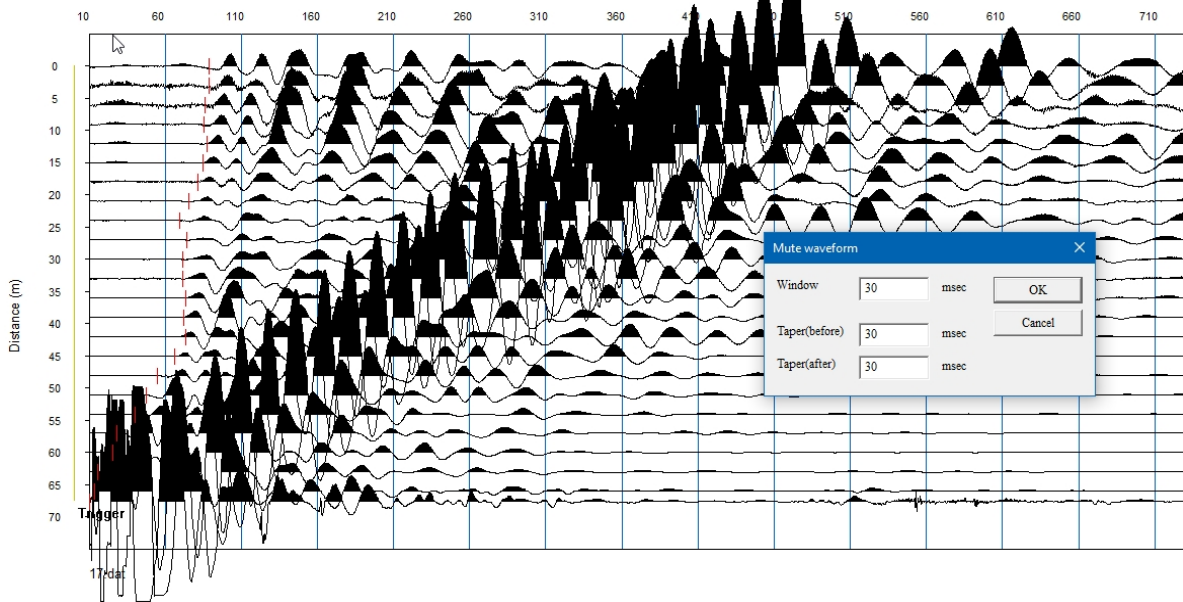 10 60 110 160 210 260 310 360 410 460 510 560 610 660 710
0
5
10
15
20
25
30
35
40
45
50
55
60
65
70
Distance (m)
Trigger
17.dat
Mute waveform
Window 30 msec OK
Taper(before) 30 msec Cancel
Taper(after) 30 msec